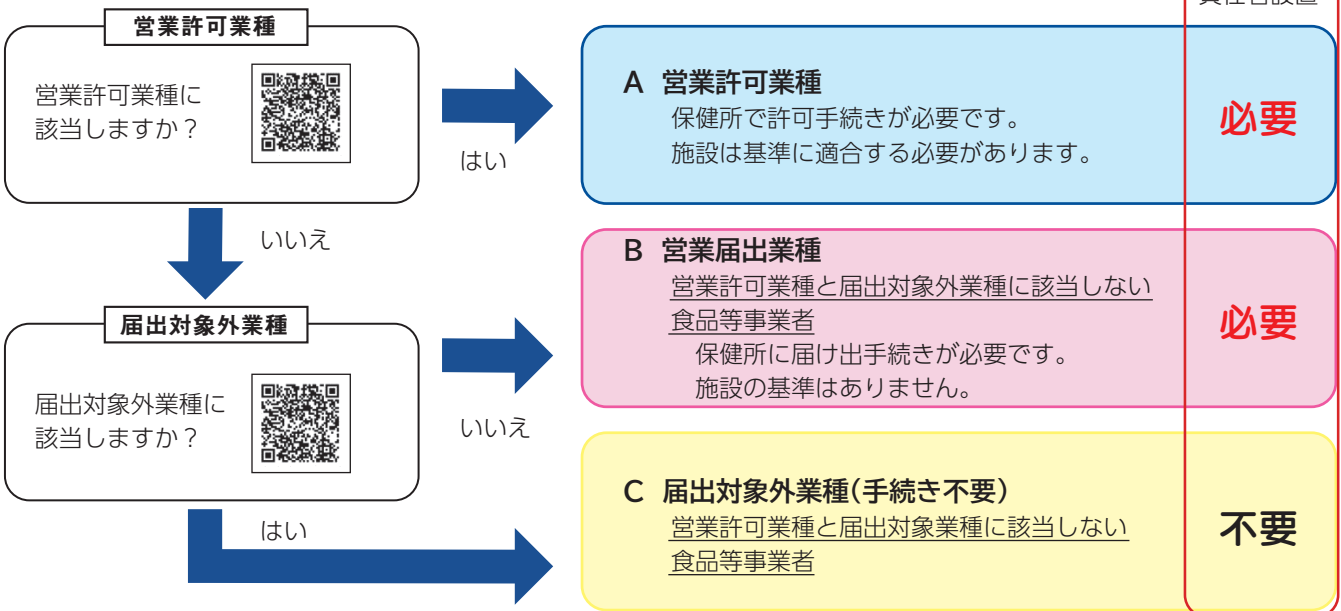 責任者設置
営業許可業種
営業許可業種に
該当しますか？
はい
いいえ
A 営業許可業種
保健所で許可手続きが必要です。
施設は基準に適合する必要があります。
必要
B 営業届出業種
営業許可業種と届出対象外業種に該当しない
食品等事業者
保健所に届け出手続きが必要です。
施設の基準はありません。
必要
届出対象外業種
届出対象外業種に
該当しますか？
いいえ
はい
C 届出対象外業種(手続き不要)
営業許可業種と届出対象業種に該当しない
食品等事業者
不要